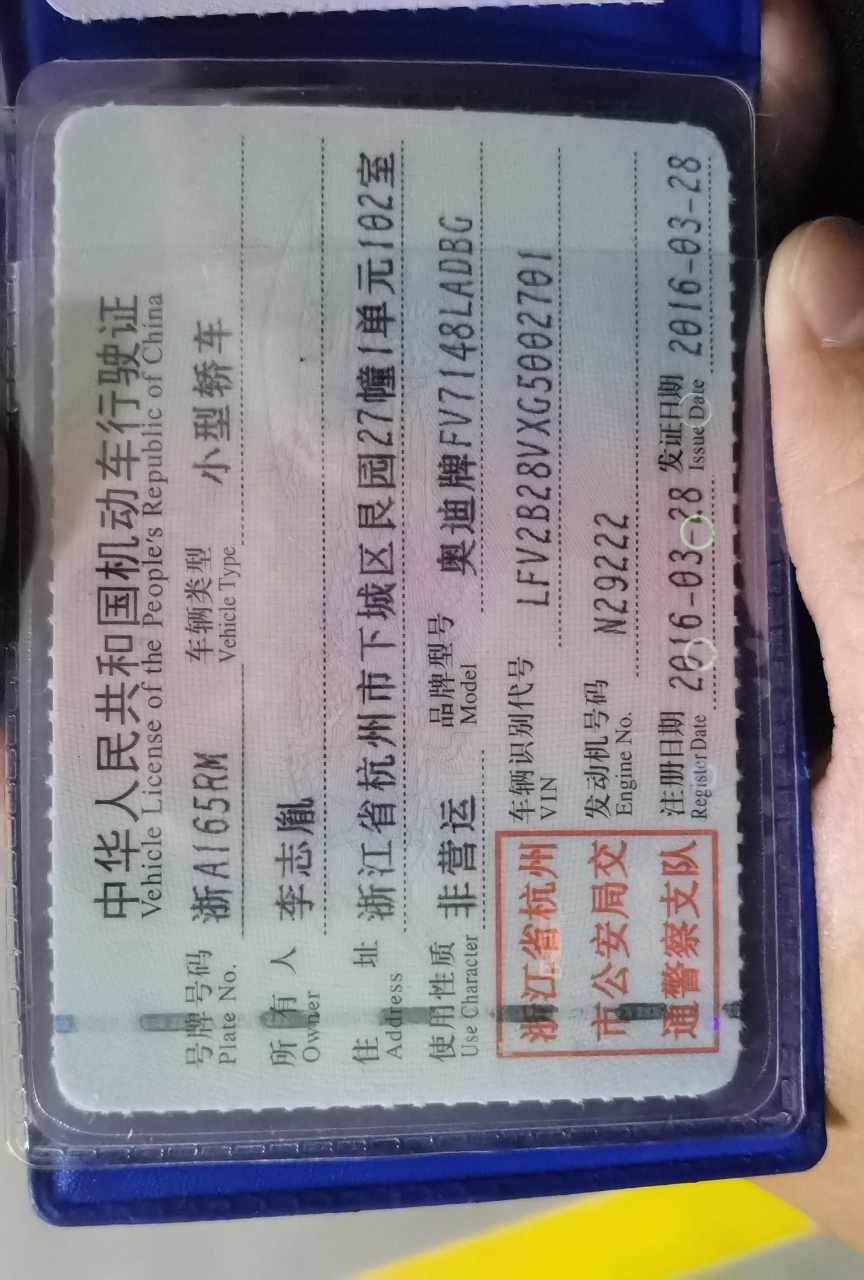 中华人民共和国机动车行驶证
Vehicle License of the People's Republic of China
号牌号码 浙A165RM 车辆类型 小型轿车
Plate No. Vehicle Type
所有人 李志胤
Owner
住址 浙江省杭州市下城区艮园27幢1单元102室
Address
使用性质 非营运 品牌型号 奥迪牌FV7148LADBG
Use Character Model
浙江省杭州
市公安局交
通警察支队
车辆识别代号 LFV2B28VXG5002701
VIN
发动机号码 N29222
Engine No.
注册日期 2016-03-28 发证日期 2016-03-28
Register Date Issue Date